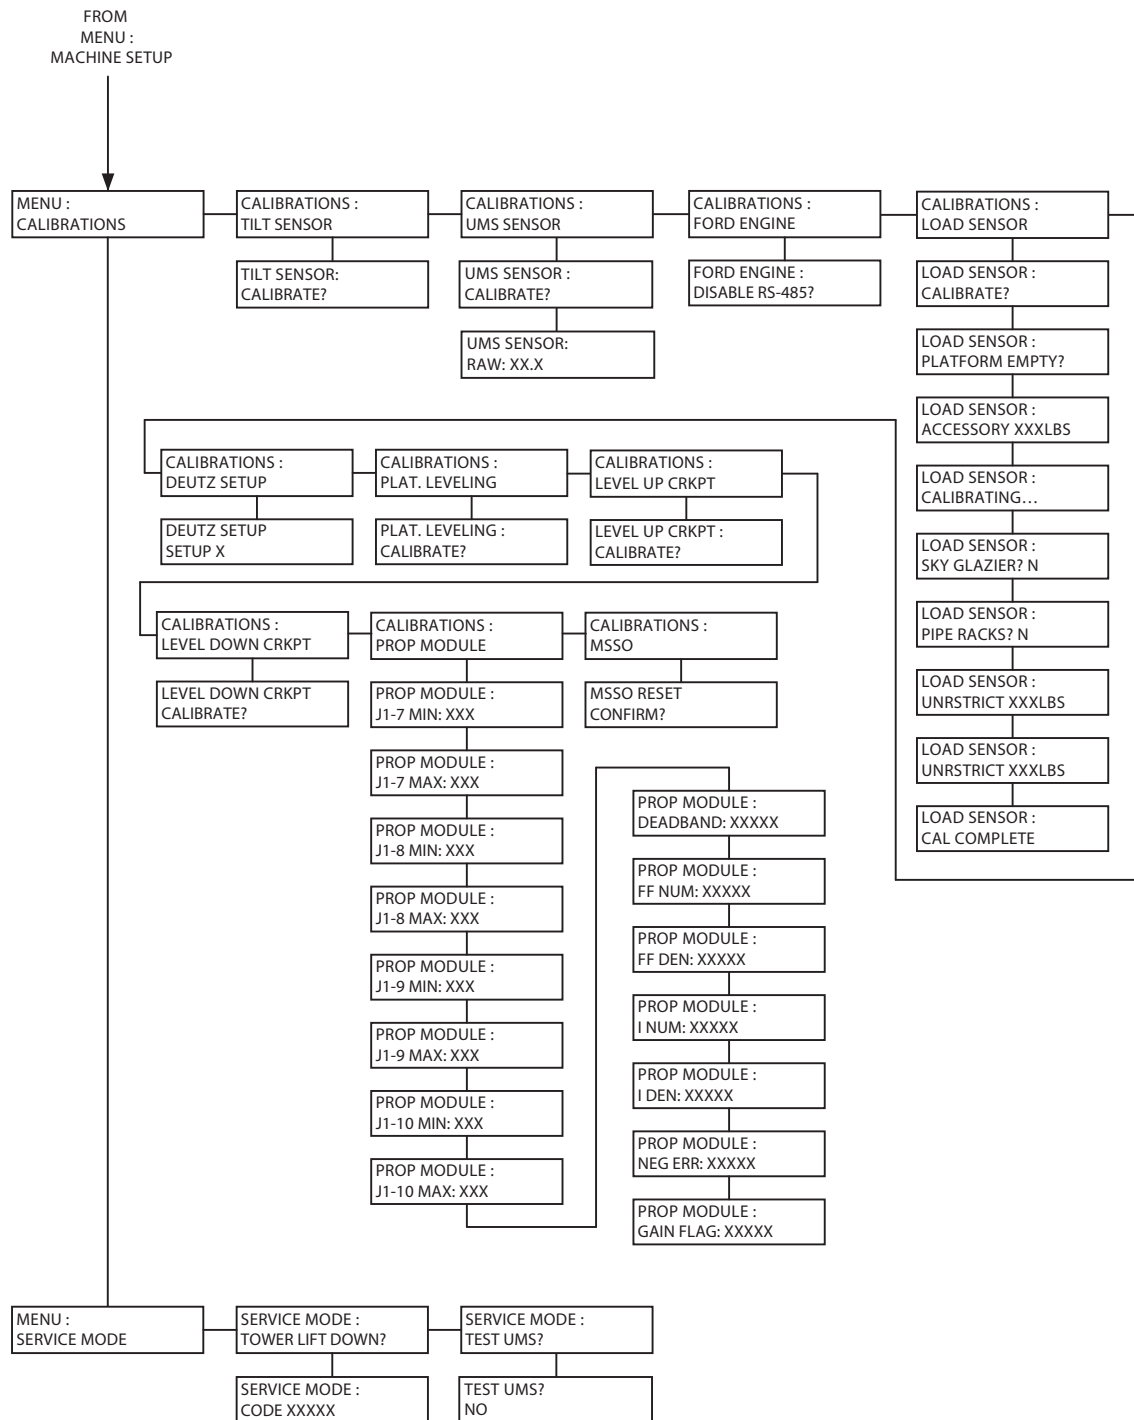 FROM
MENU :
MACHINE SETUP
MENU :
CALIBRATIONS
CALIBRATIONS :
TILT SENSOR
TILT SENSOR:
CALIBRATE?
CALIBRATIONS :
UMS SENSOR
UMS SENSOR :
CALIBRATE?
UMS SENSOR:
RAW: XX.X
CALIBRATIONS :
FORD ENGINE
FORD ENGINE :
DISABLE RS-485?
CALIBRATIONS :
LOAD SENSOR
LOAD SENSOR :
CALIBRATE?
LOAD SENSOR :
PLATFORM EMPTY?
LOAD SENSOR :
ACCESSORY XXXLBS
LOAD SENSOR :
CALIBRATING…
LOAD SENSOR :
SKY GLAZIER? N
LOAD SENSOR :
PIPE RACKS? N
LOAD SENSOR :
UNRSTRICT XXXLBS
LOAD SENSOR :
UNRSTRICT XXXLBS
LOAD SENSOR :
CAL COMPLETE
CALIBRATIONS :
DEUTZ SETUP
DEUTZ SETUP
SETUP X
CALIBRATIONS :
PLAT. LEVELING
PLAT. LEVELING :
CALIBRATE?
CALIBRATIONS :
LEVEL UP CRKPT
LEVEL UP CRKPT :
CALIBRATE?
CALIBRATIONS :
LEVEL DOWN CRKPT
LEVEL DOWN CRKPT
CALIBRATE?
CALIBRATIONS :
PROP MODULE
PROP MODULE :
J1-7 MIN: XXX
PROP MODULE :
J1-7 MAX: XXX
PROP MODULE :
J1-8 MIN: XXX
PROP MODULE :
J1-8 MAX: XXX
PROP MODULE :
J1-9 MIN: XXX
PROP MODULE :
J1-9 MAX: XXX
PROP MODULE :
J1-10 MIN: XXX
PROP MODULE :
J1-10 MAX: XXX
PROP MODULE :
DEADBAND: XXXXX
PROP MODULE :
FF NUM: XXXXX
PROP MODULE :
FF DEN: XXXXX
PROP MODULE :
I NUM: XXXXX
PROP MODULE :
I DEN: XXXXX
PROP MODULE :
NEG ERR: XXXXX
PROP MODULE :
GAIN FLAG: XXXXX
CALIBRATIONS :
MSSO
MSSO RESET
CONFIRM?
MENU :
SERVICE MODE
SERVICE MODE :
TOWER LIFT DOWN?
SERVICE MODE :
CODE XXXXX
SERVICE MODE :
TEST UMS?
TEST UMS?
NO